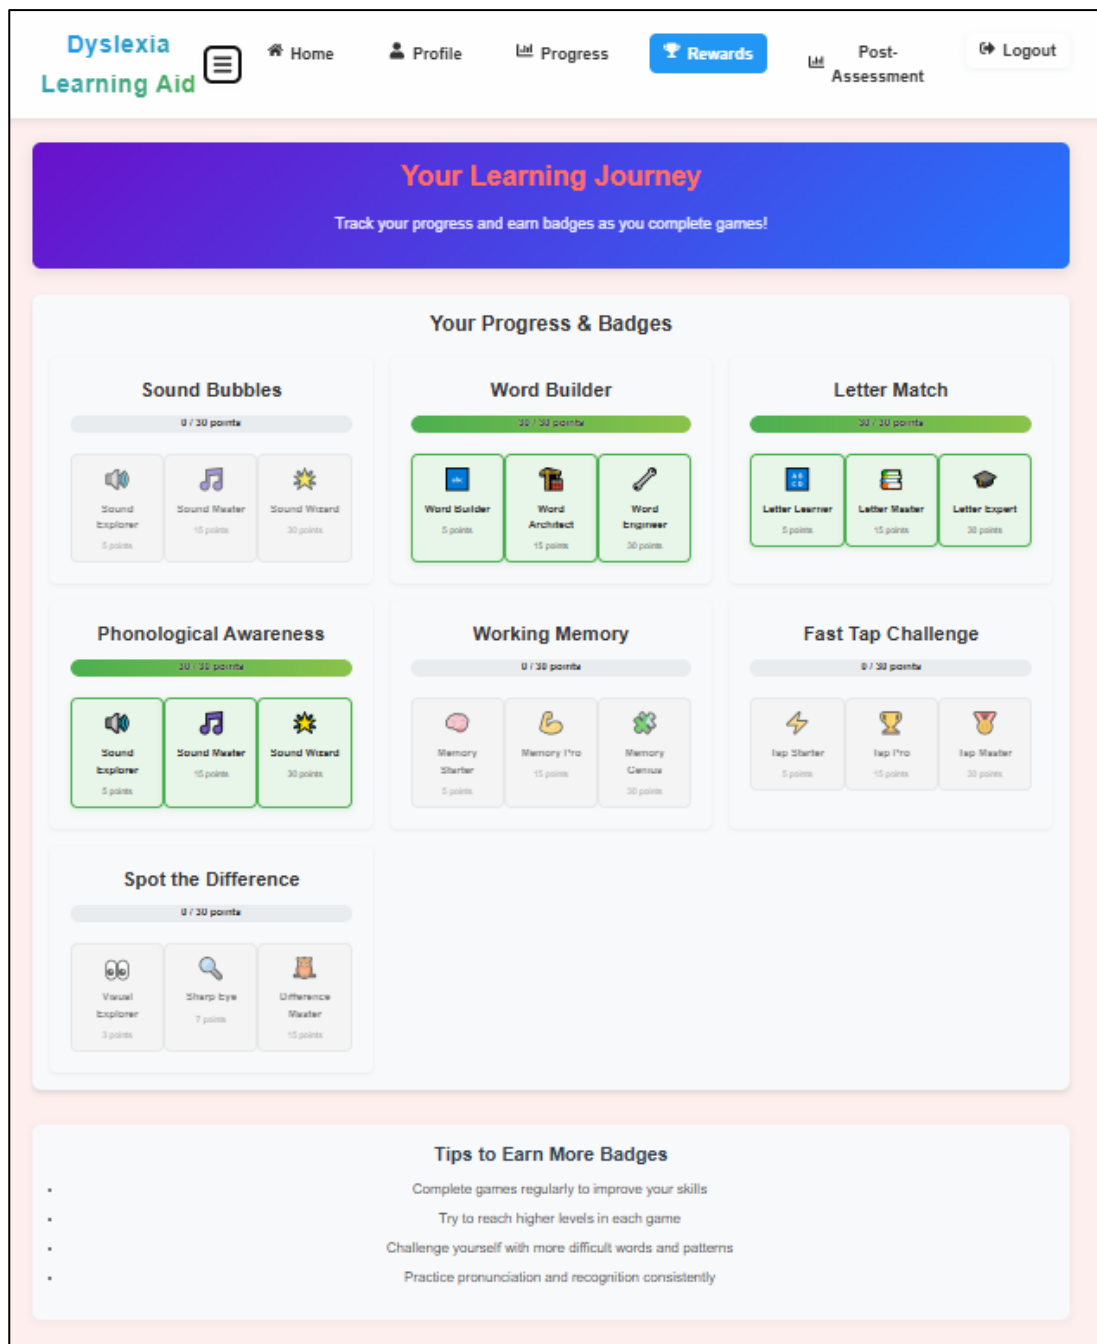 Dyslexia
Learning Aid
Home
Profile
Progress
Rewards
Post-
Assessment
Logout
Your Learning Journey
Track your progress and earn badges as you complete games!
Your Progress & Badges
Sound Bubbles
0 / 30 points
Sound
Explorer
5 points
Sound Master
15 points
Sound Wizard
30 points
Word Builder
30 / 30 points
abc
Word Builder
5 points
Word
Architect
15 points
Word
Engineer
30 points
Letter Match
30 / 30 points
AB
CD
Letter Learner
5 points
Letter Master
15 points
Letter Expert
30 points
Phonological Awareness
30 / 30 points
Sound
Explorer
5 points
Sound Master
15 points
Sound Wizard
30 points
Working Memory
0 / 30 points
Memory
Starter
5 points
Memory Pro
15 points
Memory
Genius
30 points
Fast Tap Challenge
0 / 30 points
Tap Starter
5 points
Tap Pro
15 points
Tap Master
30 points
Spot the Difference
0 / 30 points
Visual
Explorer
3 points
Sharp Eye
7 points
Difference
Master
15 points
Tips to Earn More Badges
• Complete games regularly to improve your skills
• Try to reach higher levels in each game
• Challenge yourself with more difficult words and patterns
• Practice pronunciation and recognition consistently